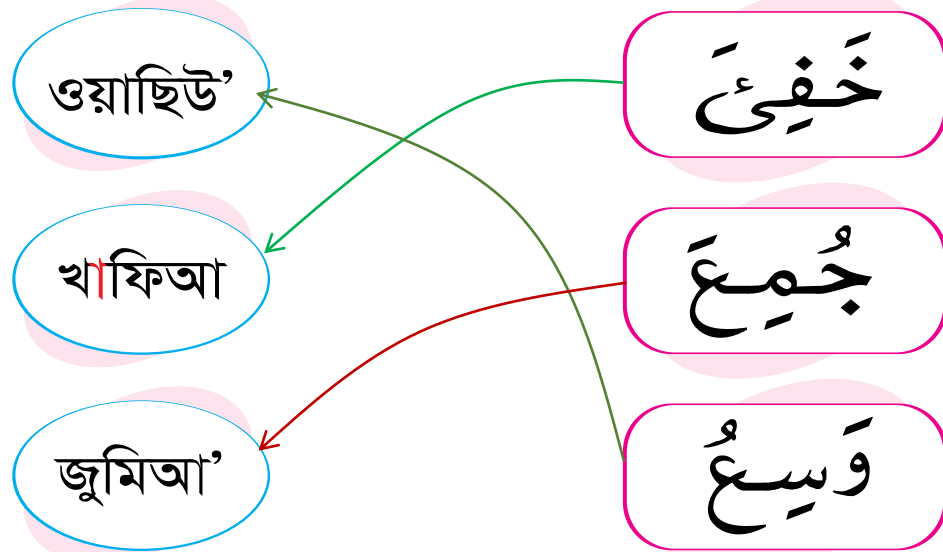 ওয়াছিউ’
خَفِئَ
খাফিআ
جُمِعَ
জুমিআ’
وَسِعُ